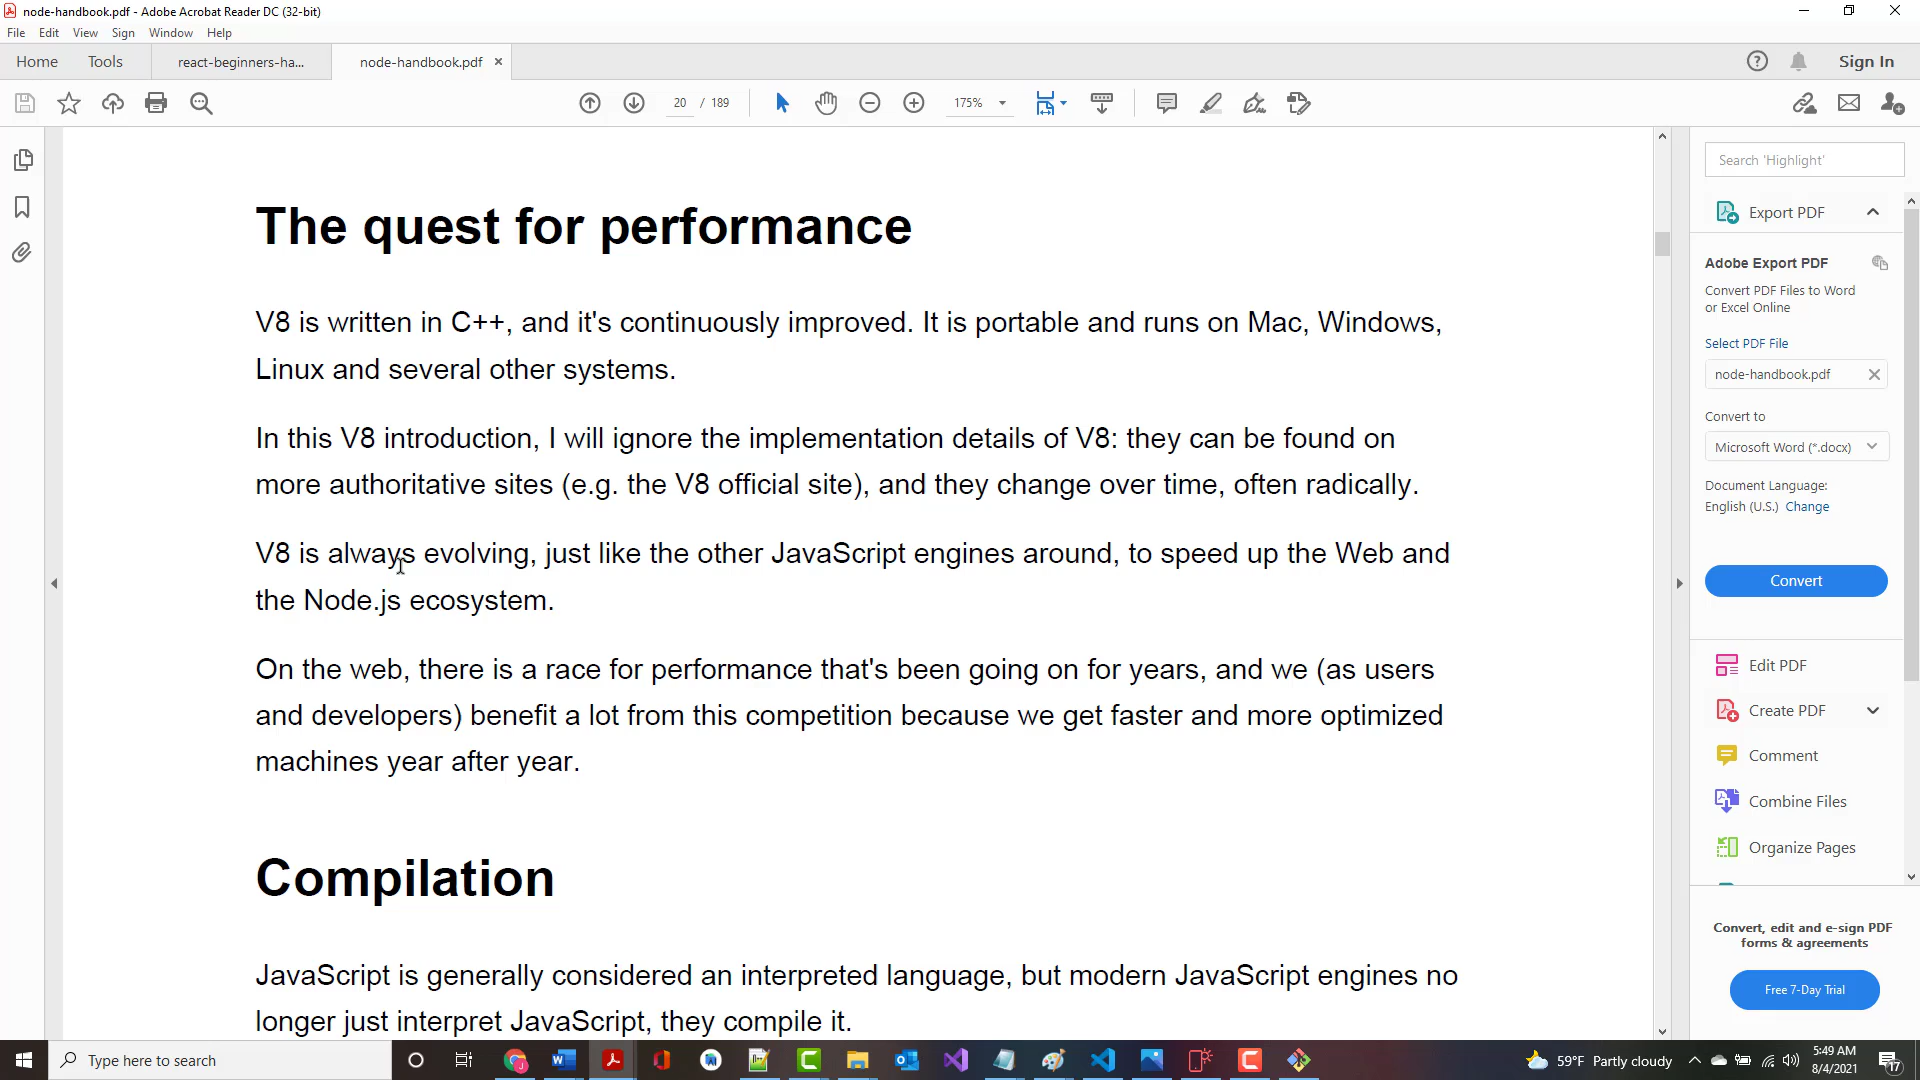 node-handbook.pdf - Adobe Acrobat Reader DC (32-bit)
File Edit View Sign Window Help
Home Tools react-beginners-ha... node-handbook.pdf × Sign In
20 / 189 175%
The quest for performance
V8 is written in C++, and it's continuously improved. It is portable and runs on Mac, Windows,
Linux and several other systems.
In this V8 introduction, I will ignore the implementation details of V8: they can be found on
more authoritative sites (e.g. the V8 official site), and they change over time, often radically.
V8 is always evolving, just like the other JavaScript engines around, to speed up the Web and
the Node.js ecosystem.
On the web, there is a race for performance that's been going on for years, and we (as users
and developers) benefit a lot from this competition because we get faster and more optimized
machines year after year.
Compilation
JavaScript is generally considered an interpreted language, but modern JavaScript engines no
longer just interpret JavaScript, they compile it.
Search 'Highlight'
Export PDF
Adobe Export PDF
Convert PDF Files to Word
or Excel Online
Select PDF File
node-handbook.pdf
Convert to
Microsoft Word (*.docx)
Document Language:
English (U.S.) Change
Convert
Edit PDF
Create PDF
Comment
Combine Files
Organize Pages
Convert, edit and e-sign PDF
forms & agreements
Free 7-Day Trial
Type here to search
59°F Partly cloudy
5:49 AM
8/4/2021
17